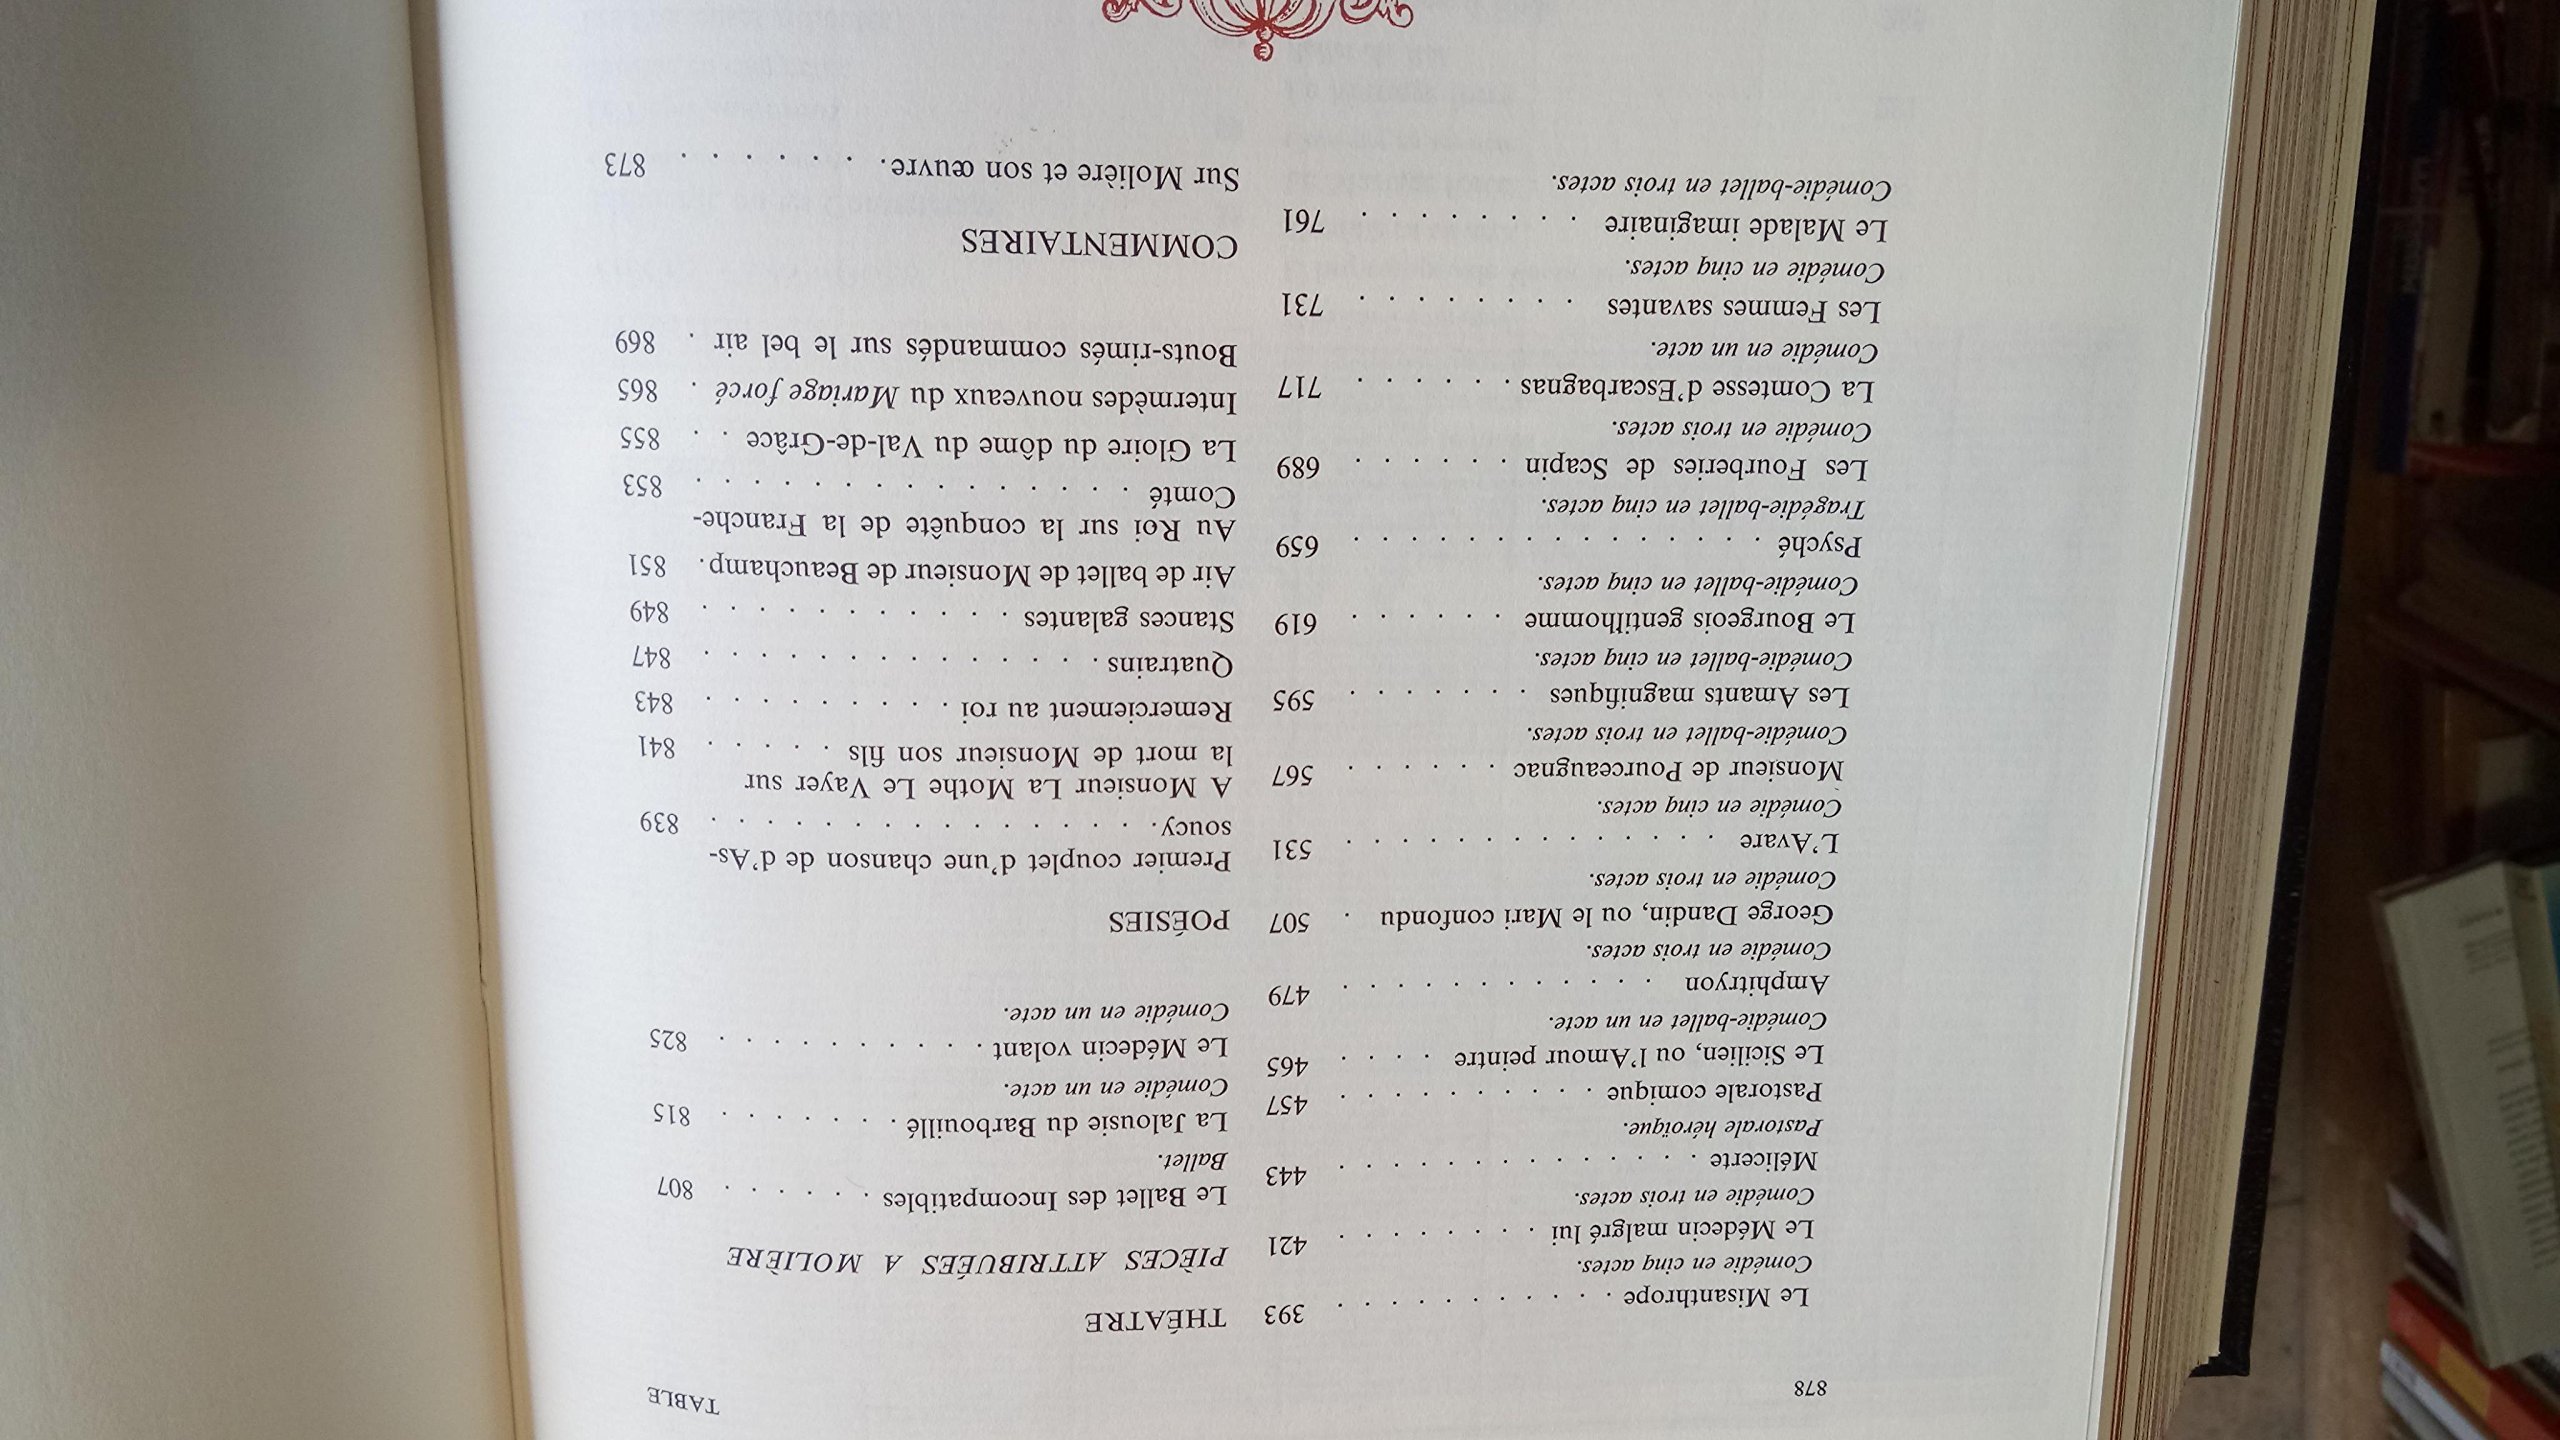 878
TABLE
Le Misanthrope . . . . . . . . . . . 393
Comédie en cinq actes.
Le Médecin malgré lui . . . . . . . . 421
Comédie en trois actes.
Mélicerte . . . . . . . . . . . . . . 443
Pastorale héroïque.
Pastorale comique . . . . . . . . . . 457
Le Sicilien, ou l'Amour peintre . . . . 465
Comédie-ballet en un acte.
Amphitryon . . . . . . . . . . . . 479
Comédie en trois actes.
George Dandin, ou le Mari confondu . 507
Comédie en trois actes.
L'Avare . . . . . . . . . . . . . . 531
Comédie en cinq actes.
Monsieur de Pourceaugnac . . . . . . 567
Comédie-ballet en trois actes.
Les Amants magnifiques . . . . . . . 595
Comédie-ballet en cinq actes.
Le Bourgeois gentilhomme . . . . . . 619
Comédie-ballet en cinq actes.
Psyché . . . . . . . . . . . . . . . 659
Tragédie-ballet en cinq actes.
Les Fourberies de Scapin . . . . . . 689
Comédie en trois actes.
La Comtesse d'Escarbagnas . . . . . . 717
Comédie en un acte.
Les Femmes savantes . . . . . . . . 731
Comédie en cinq actes.
Le Malade imaginaire . . . . . . . . 761
Comédie-ballet en trois actes.
THÉATRE
PIÈCES ATTRIBUÉES A MOLIÈRE
Le Ballet des Incompatibles . . . . . . 807
Ballet.
La Jalousie du Barbouillé . . . . . . . 815
Comédie en un acte.
Le Médecin volant . . . . . . . . . . 825
Comédie en un acte.
POÉSIES
Premier couplet d'une chanson de d'As-
soucy. . . . . . . . . . . . . . . . 839
A Monsieur La Mothe Le Vayer sur
la mort de Monsieur son fils . . . . . 841
Remerciement au roi . . . . . . . . . 843
Quatrains . . . . . . . . . . . . . . 847
Stances galantes . . . . . . . . . . . 849
Air de ballet de Monsieur de Beauchamp. 851
Au Roi sur la conquête de la Franche-
Comté . . . . . . . . . . . . . . . 853
La Gloire du dôme du Val-de-Grâce . . 855
Intermèdes nouveaux du Mariage forcé . 865
Bouts-rimés commandés sur le bel air . 869
COMMENTAIRES
Sur Molière et son œuvre. . . . . . . 873